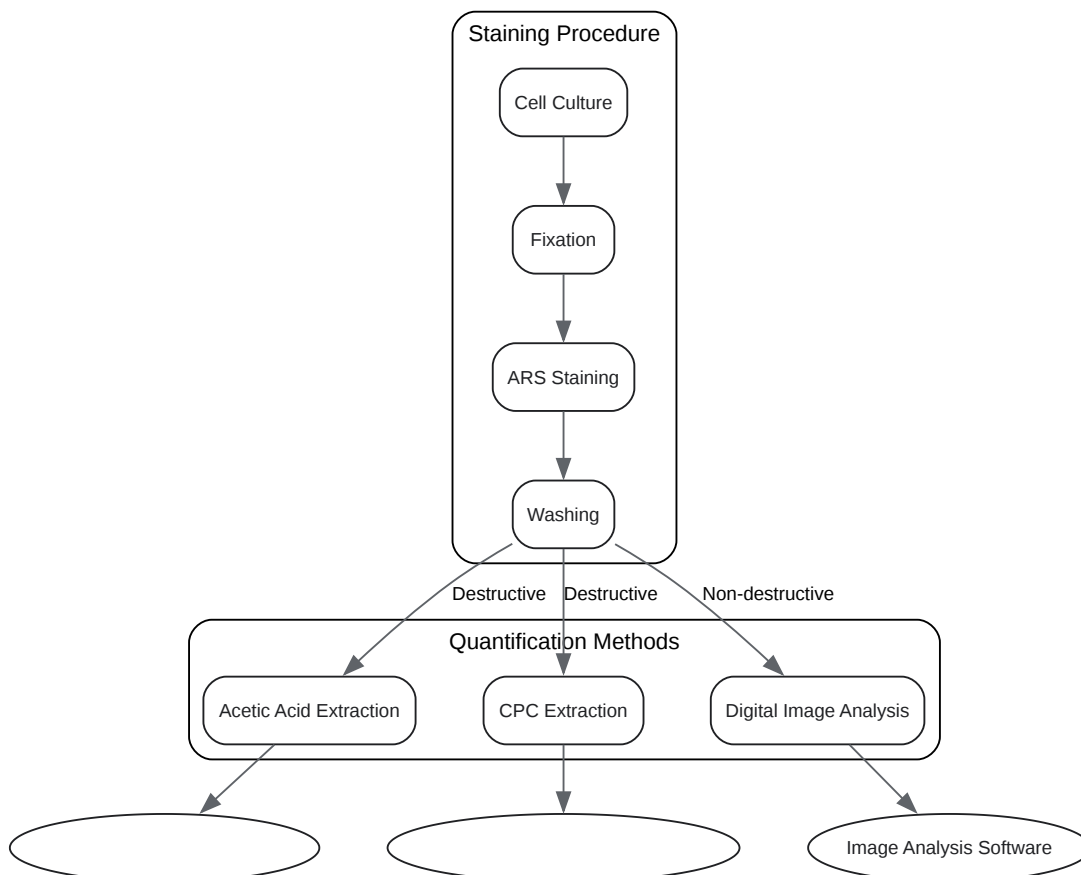 Staining Procedure
Cell Culture
Fixation
ARS Staining
Washing
Destructive
Destructive
Non-destructive
Quantification Methods
Acetic Acid Extraction
CPC Extraction
Digital Image Analysis
Image Analysis Software